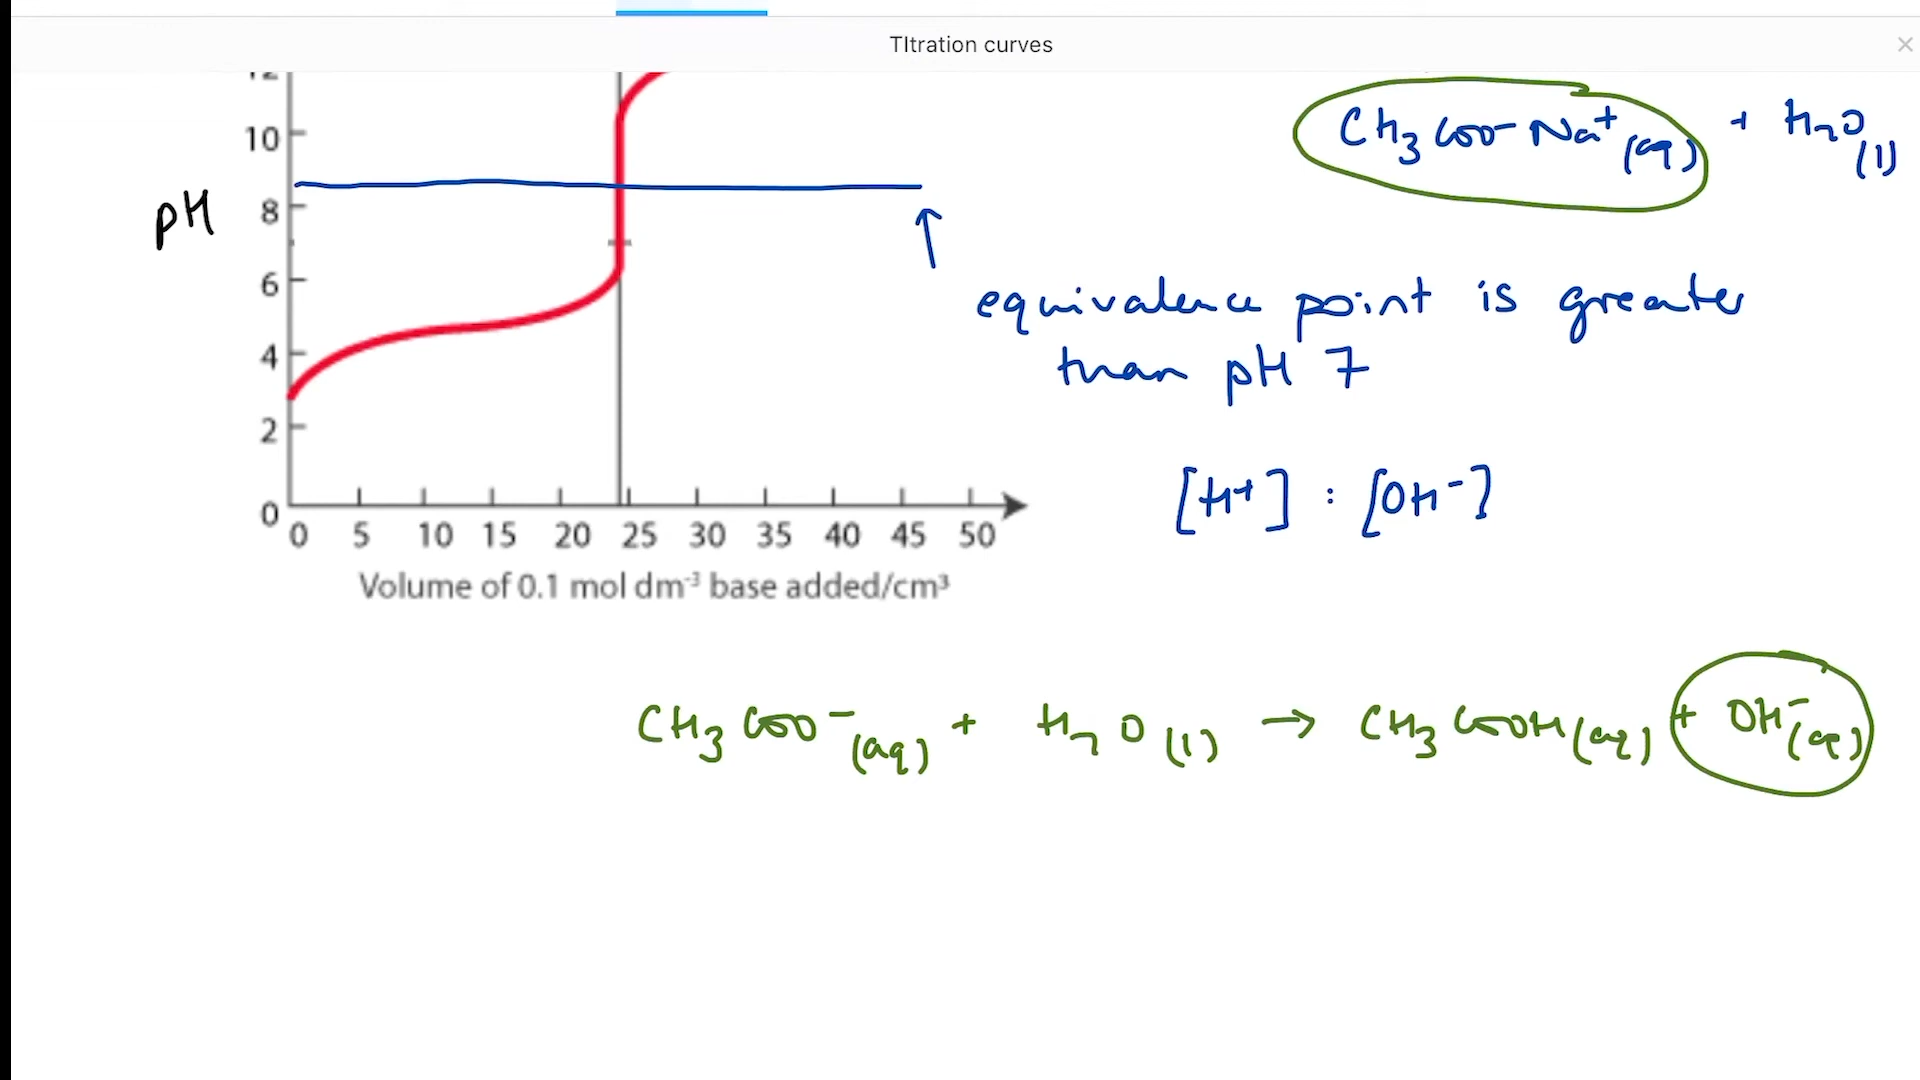 TItration curves
12
10
8
6
4
2
0
pH
0 5 10 15 20 25 30 35 40 45 50
Volume of 0.1 mol dm⁻³ base added/cm³
CH₃COO⁻Na⁺(aq) + H₂O(l)
equivalence point is greater
than pH 7
[H⁺] : [OH⁻]
CH₃COO⁻(aq) + H₂O(l) → CH₃COOH(aq) + OH⁻(aq)